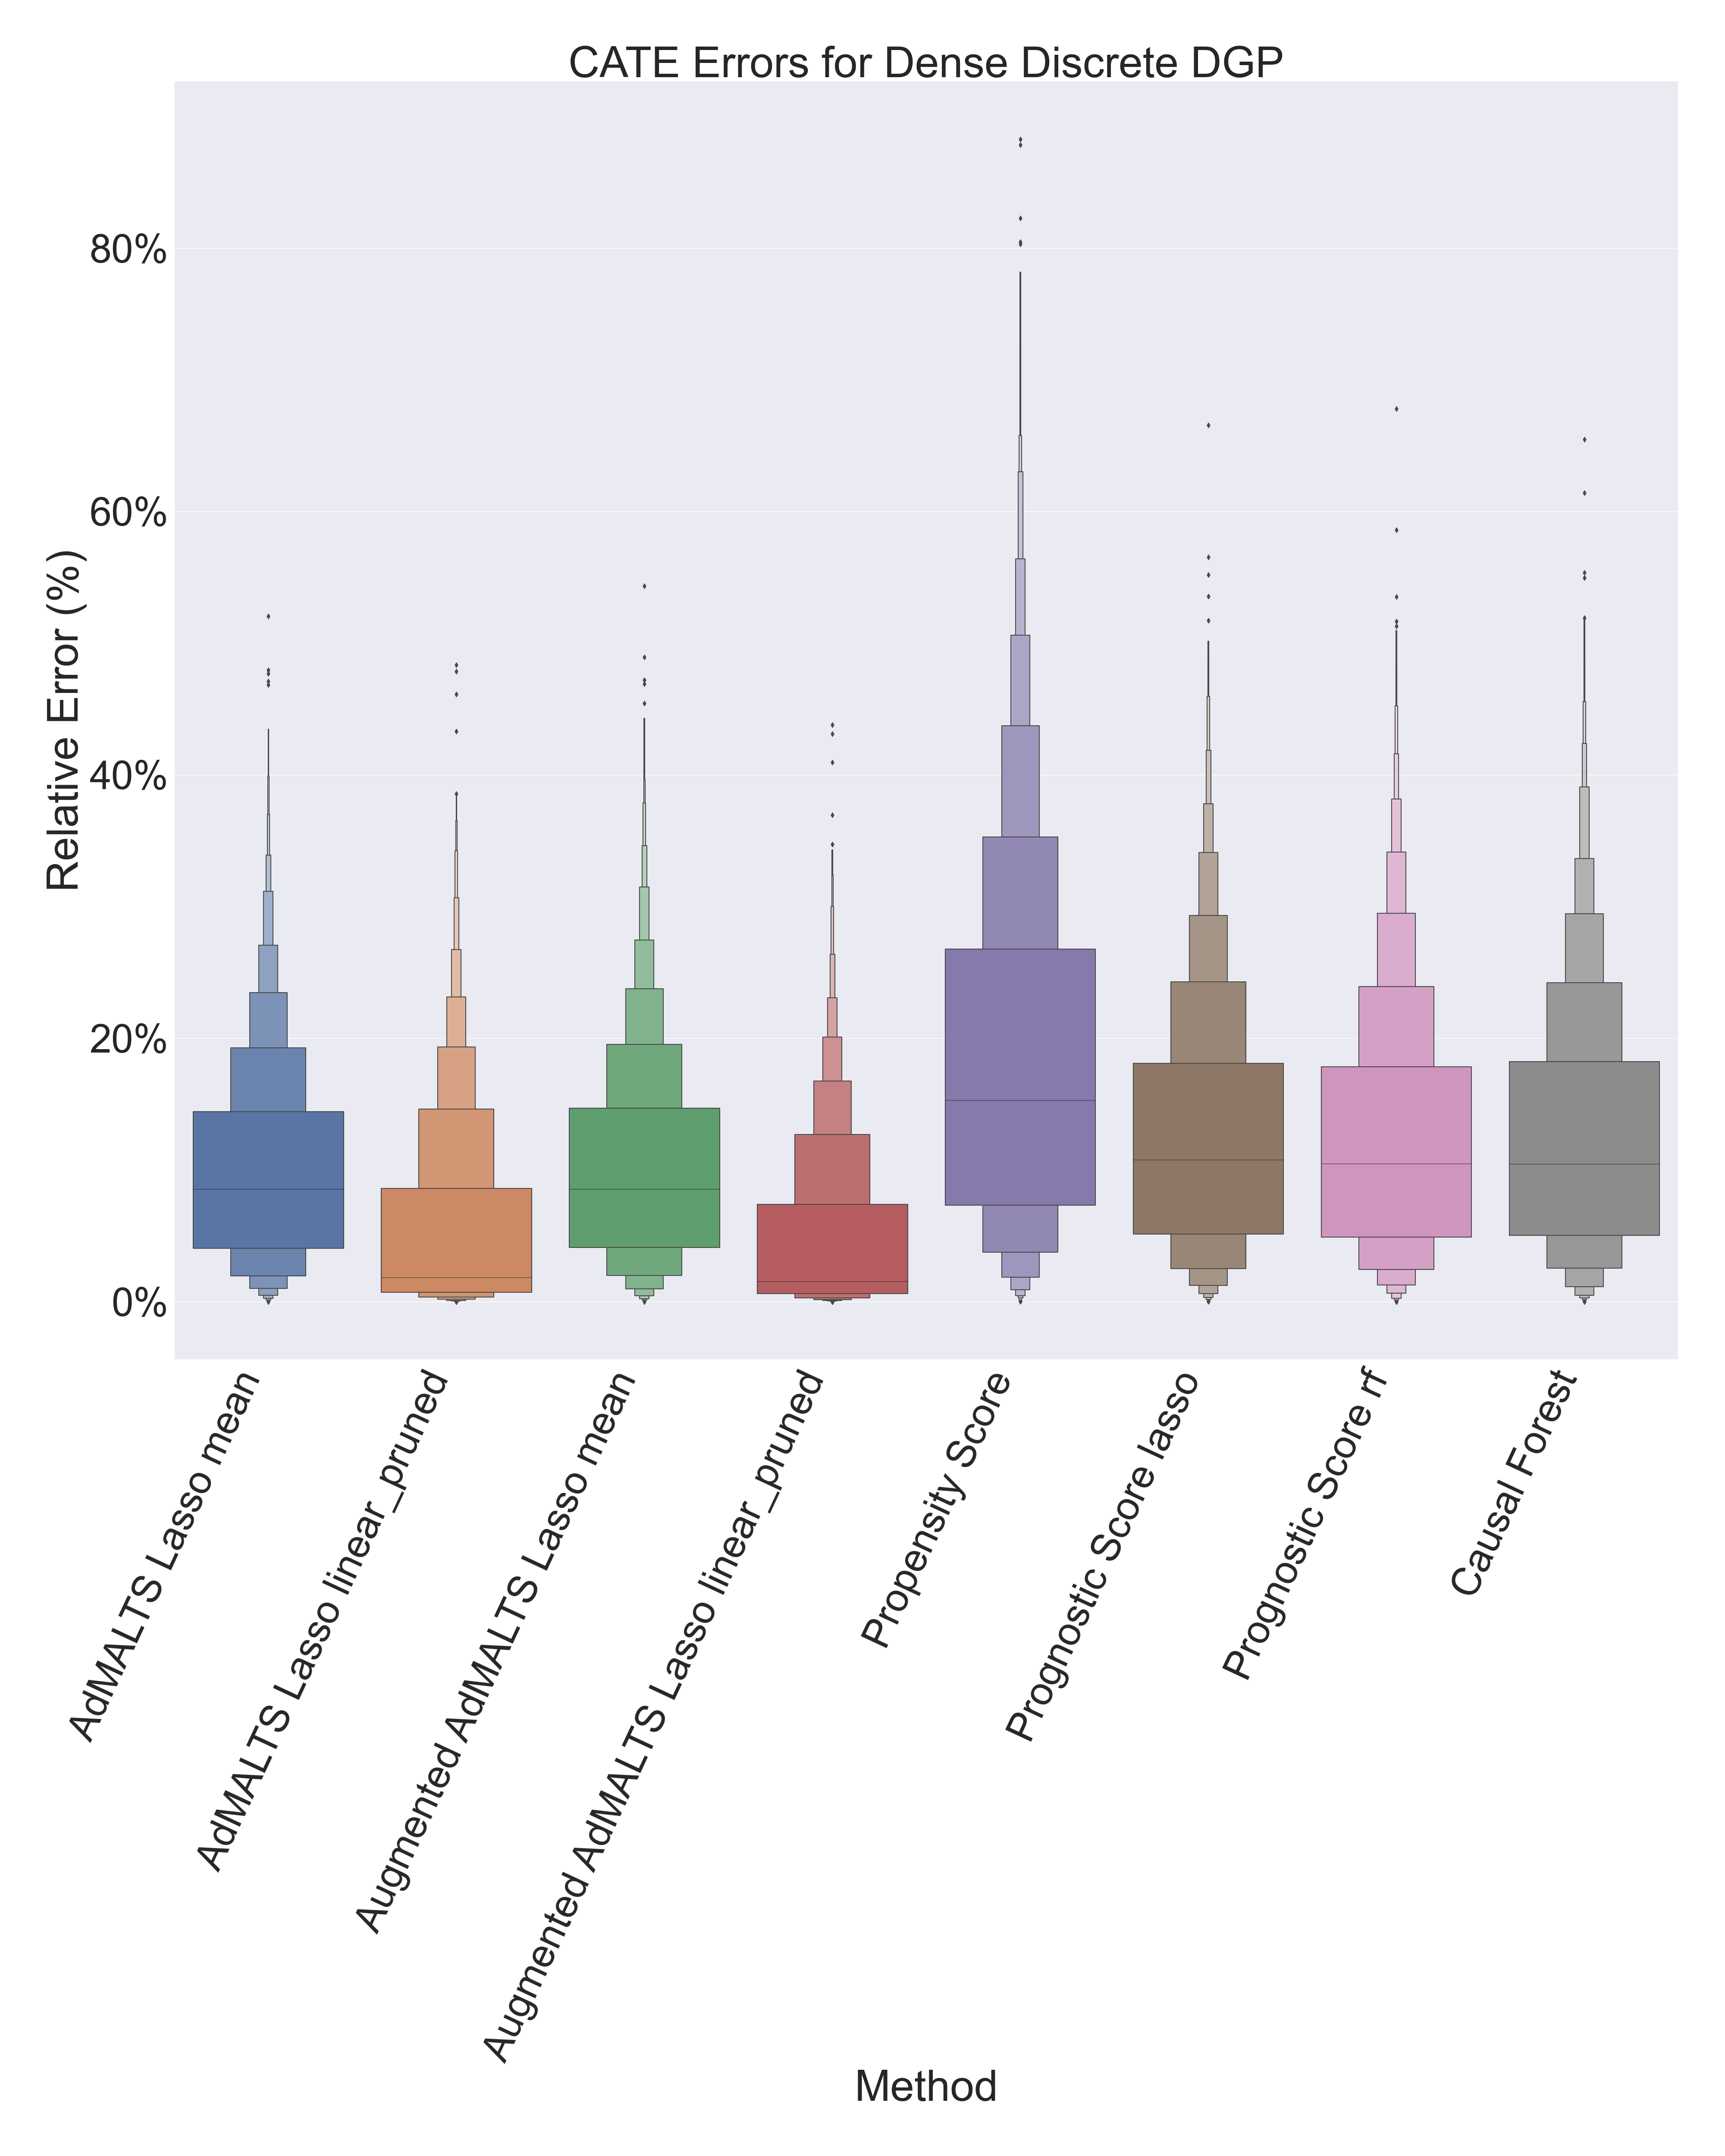 CATE Errors for Dense Discrete DGP
Relative Error (%)
80%
60%
40%
20%
0%
AdMALTS Lasso mean
AdMALTS Lasso linear_pruned
Augmented AdMALTS Lasso mean
Augmented AdMALTS Lasso linear_pruned
Propensity Score
Prognostic Score lasso
Prognostic Score rf
Causal Forest
Method